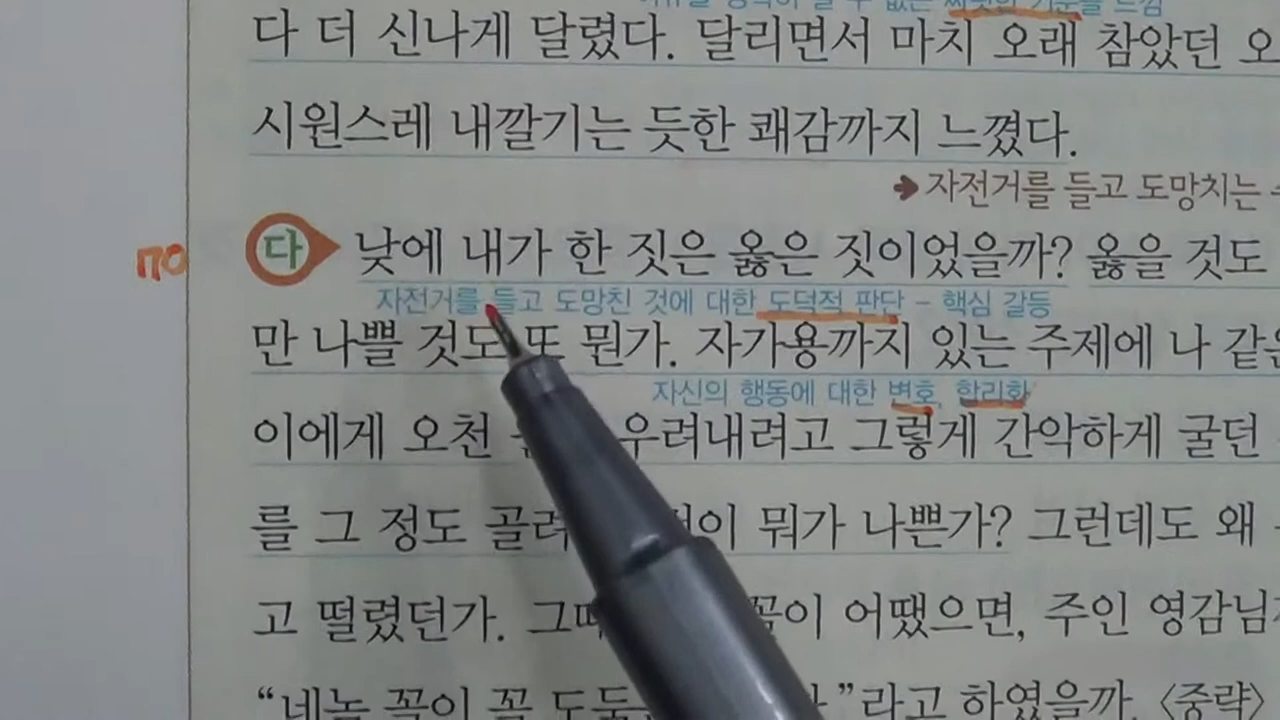 다 더 신나게 달렸다. 달리면서 마치 오래 참았던 오
시원스레 내깔기는 듯한 쾌감까지 느꼈다.
➔ 자전거를 들고 도망치는
170 다 낮에 내가 한 짓은 옳은 짓이었을까? 옳을 것도
자전거를 들고 도망친 것에 대한 도덕적 판단 - 핵심 갈등
만 나쁠 것도 또 뭔가. 자가용까지 있는 주제에 나 같은
자신의 행동에 대한 변호, 합리화
이에게 오천 우려내려고 그렇게 간악하게 굴던
를 그 정도 골려 것이 뭐가 나쁜가? 그런데도 왜
고 떨렸던가. 그때 꼴이 어땠으면, 주인 영감님
“네놈 꼴이 꼭 도둑 ”라고 하였을까. 〈중략〉